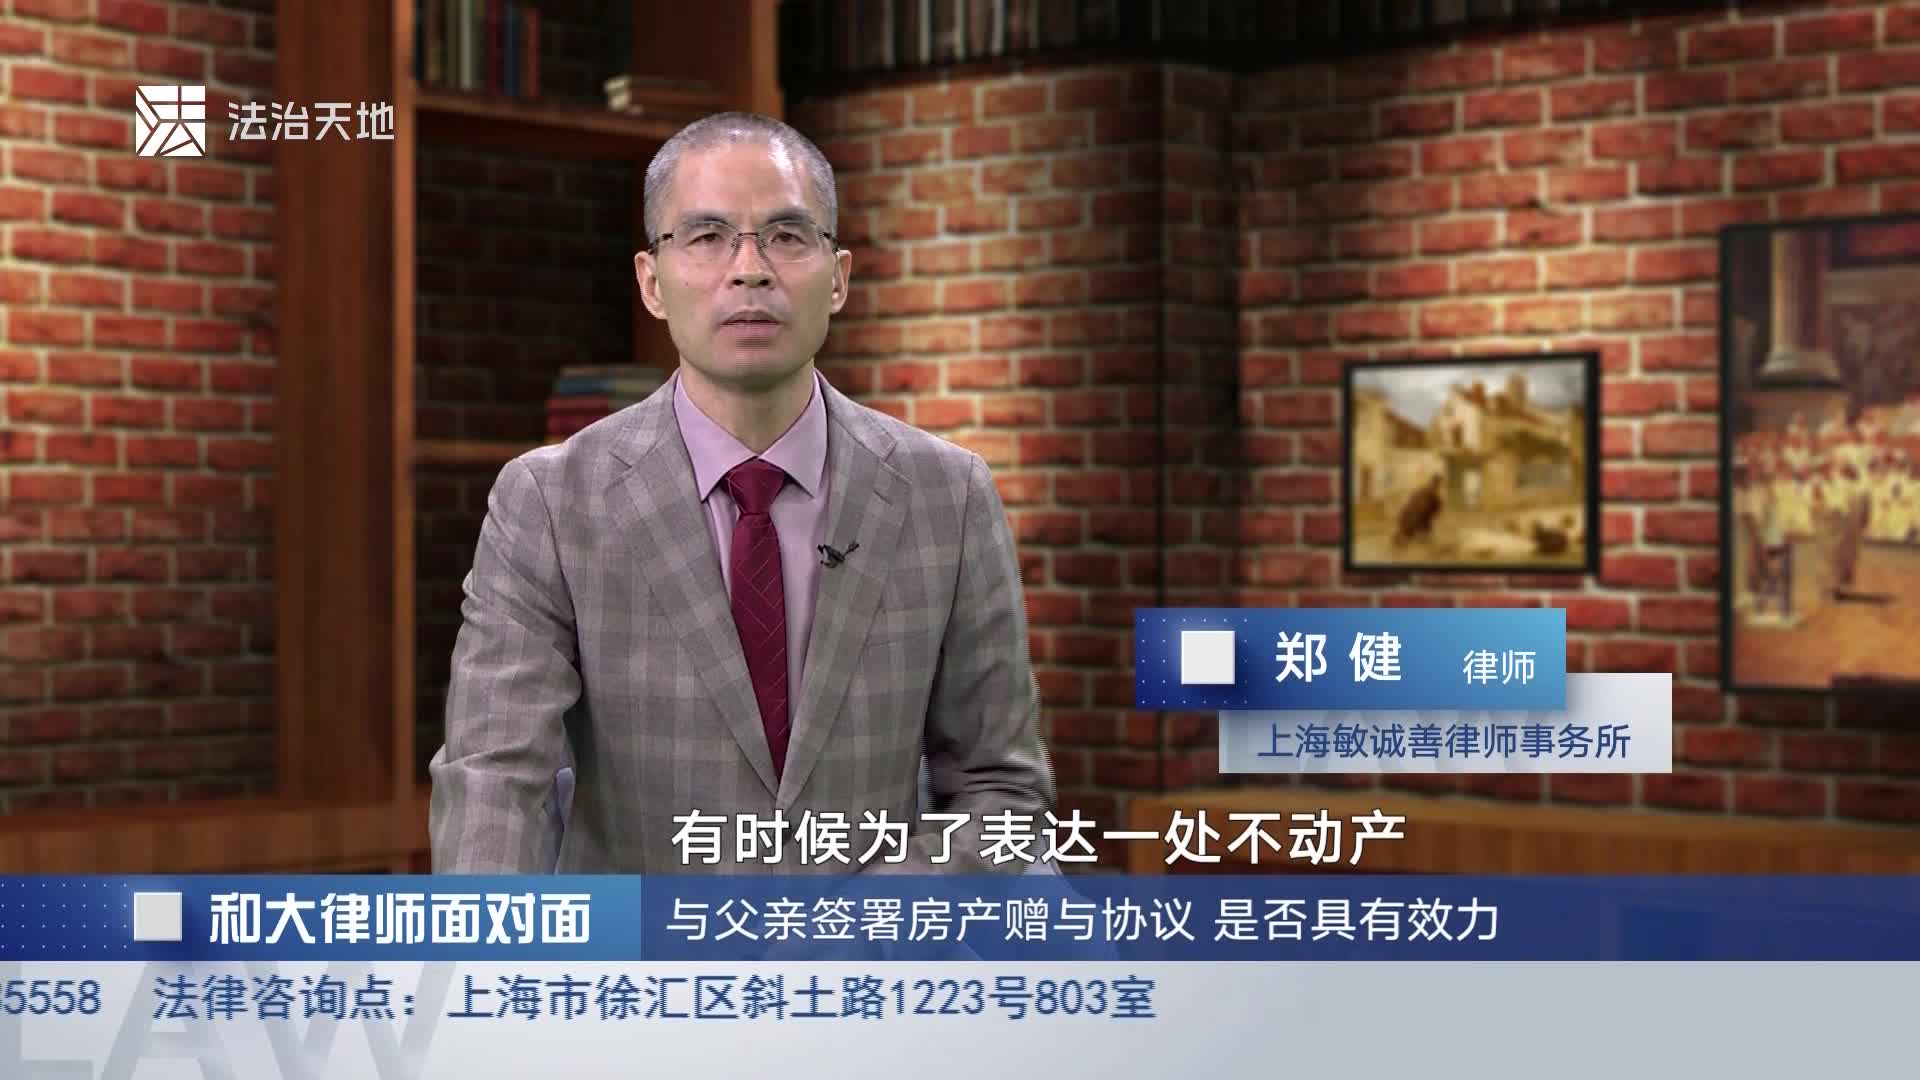 法治天地
郑健 律师
上海敏诚善律师事务所
有时候为了表达一处不动产
和大律师面对面 与父亲签署房产赠与协议 是否具有效力
5558 法律咨询点：上海市徐汇区斜土路1223号803室
LAW